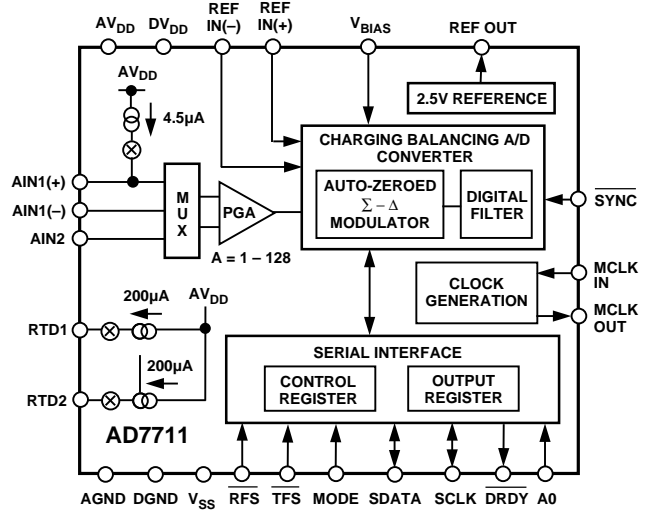 AVDD DVDD REF IN(–) REF IN(+) VBIAS REF OUT
AVDD
4.5µA
2.5V REFERENCE
CHARGING BALANCING A/D
CONVERTER
AUTO-ZEROED
Σ – Δ
MODULATOR
DIGITAL
FILTER
AIN1(+)
AIN1(–)
AIN2
MUX
PGA
A = 1 – 128
SYNC
CLOCK
GENERATION
MCLK
IN
MCLK
OUT
AVDD
200µA
RTD1
200µA
RTD2
SERIAL INTERFACE
CONTROL
REGISTER
OUTPUT
REGISTER
AD7711
AGND DGND VSS RFS TFS MODE SDATA SCLK DRDY A0